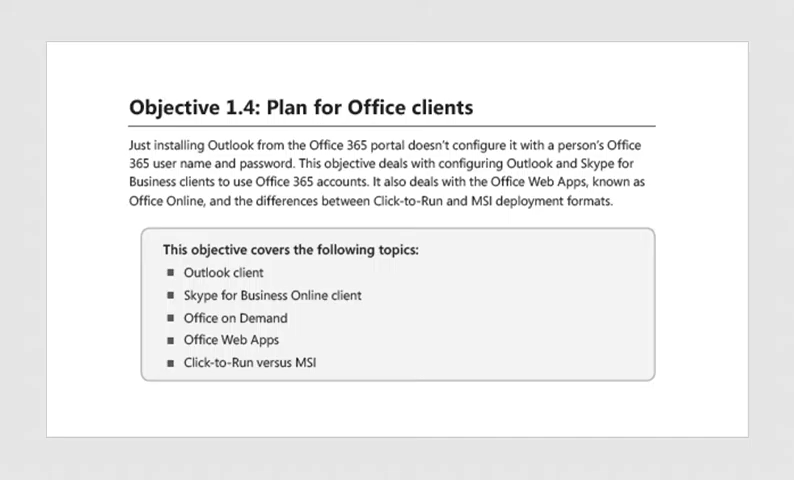 Objective 1.4: Plan for Office clients
Just installing Outlook from the Office 365 portal doesn't configure it with a person's Office
365 user name and password. This objective deals with configuring Outlook and Skype for
Business clients to use Office 365 accounts. It also deals with the Office Web Apps, known as
Office Online, and the differences between Click-to-Run and MSI deployment formats.
This objective covers the following topics:
■ Outlook client
■ Skype for Business Online client
■ Office on Demand
■ Office Web Apps
■ Click-to-Run versus MSI